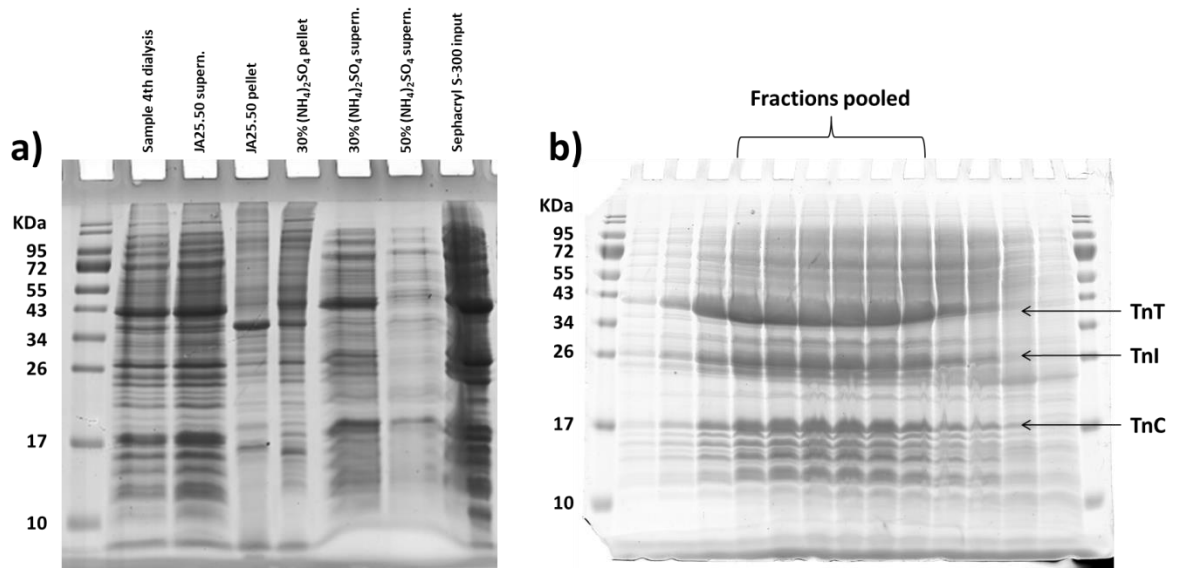 a)
Sample 4th dialysis
JA25.50 supern.
JA25.50 pellet
30% (NH₄)₂SO₄ pellet
30% (NH₄)₂SO₄ supern.
50% (NH₄)₂SO₄ supern.
Sephacryl S-300 input
KDa
95
72
55
43
34
26
17
10
b)
Fractions pooled
KDa
95
72
55
43
34
26
17
10
TnT
TnI
TnC